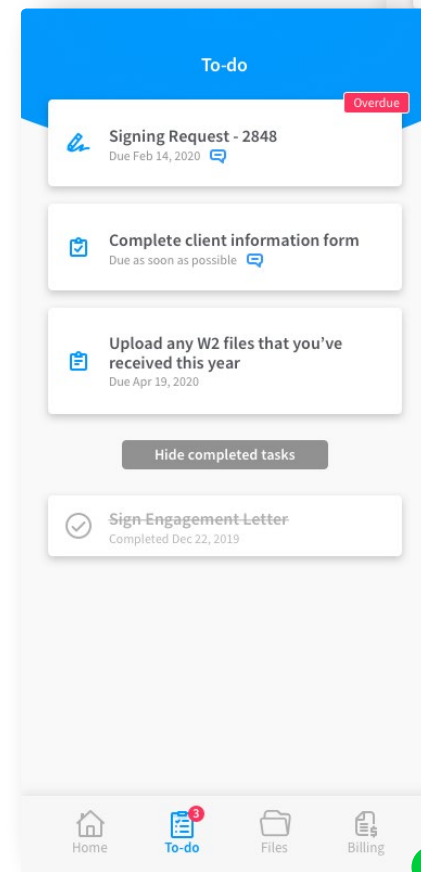 To-do
Overdue
Signing Request - 2848
Due Feb 14, 2020
Complete client information form
Due as soon as possible
Upload any W2 files that you’ve
received this year
Due Apr 19, 2020
Hide completed tasks
Sign Engagement Letter
Completed Dec 22, 2019
3
Home
To-do
Files
Billing